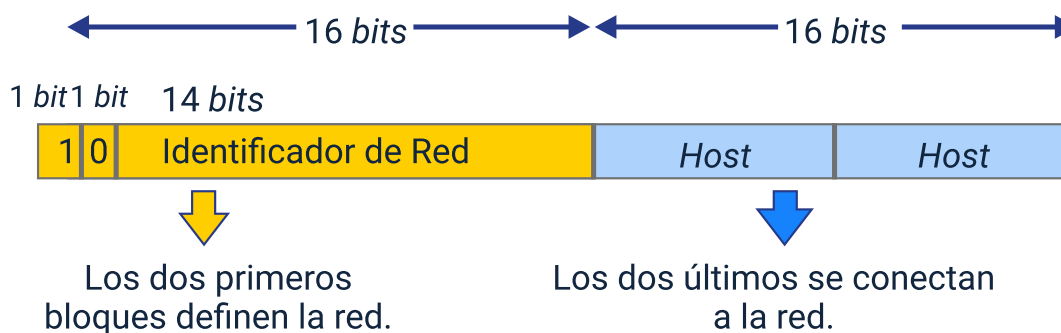 16 bits 16 bits
1 bit 1 bit 14 bits
1 0 Identificador de Red Host Host
Los dos primeros
bloques definen la red.
Los dos últimos se conectan
a la red.